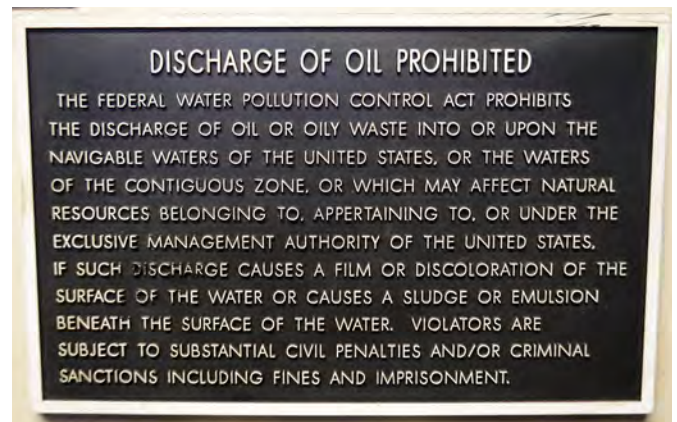 DISCHARGE OF OIL PROHIBITED
THE FEDERAL WATER POLLUTION CONTROL ACT PROHIBITS
THE DISCHARGE OF OIL OR OILY WASTE INTO OR UPON THE
NAVIGABLE WATERS OF THE UNITED STATES, OR THE WATERS
OF THE CONTIGUOUS ZONE, OR WHICH MAY AFFECT NATURAL
RESOURCES BELONGING TO, APPERTAINING TO, OR UNDER THE
EXCLUSIVE MANAGEMENT AUTHORITY OF THE UNITED STATES,
IF SUCH DISCHARGE CAUSES A FILM OR DISCOLORATION OF THE
SURFACE OF THE WATER OR CAUSES A SLUDGE OR EMULSION
BENEATH THE SURFACE OF THE WATER. VIOLATORS ARE
SUBJECT TO SUBSTANTIAL CIVIL PENALTIES AND/OR CRIMINAL
SANCTIONS INCLUDING FINES AND IMPRISONMENT.